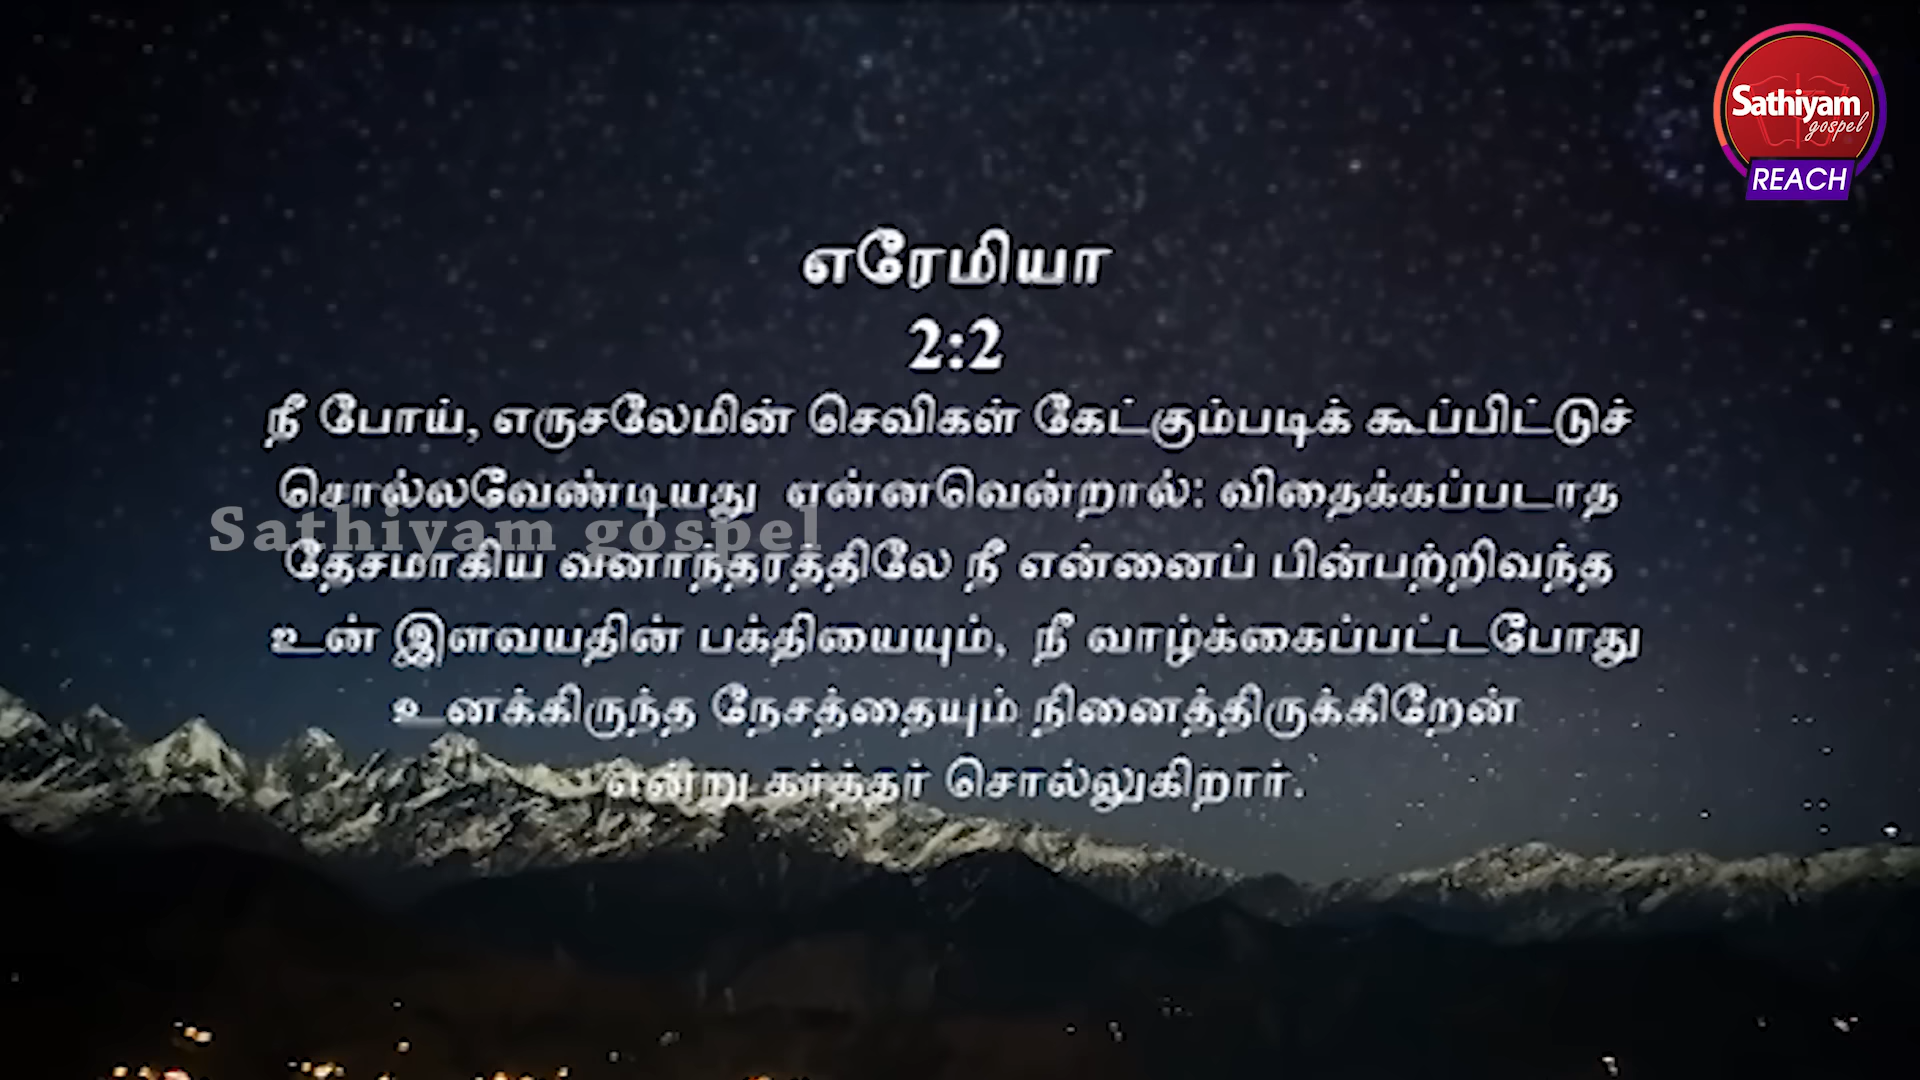 Sathiyam
gospel
REACH
எரேமியா
2:2
நீ போய், எருசலேமின் செவிகள் கேட்கும்படிக் கூப்பிட்டுச்
சொல்லவேண்டியது என்னவென்றால்: விதைக்கப்படாத
Sathiyam gospel
தேசமாகிய வனாந்தரத்திலே நீ என்னைப் பின்பற்றிவந்த
உன் இளவயதின் பக்தியையும், நீ வாழ்க்கைப்பட்டபோது
உனக்கிருந்த நேசத்தையும் நினைத்திருக்கிறேன்
என்று கர்த்தர் சொல்லுகிறார்.